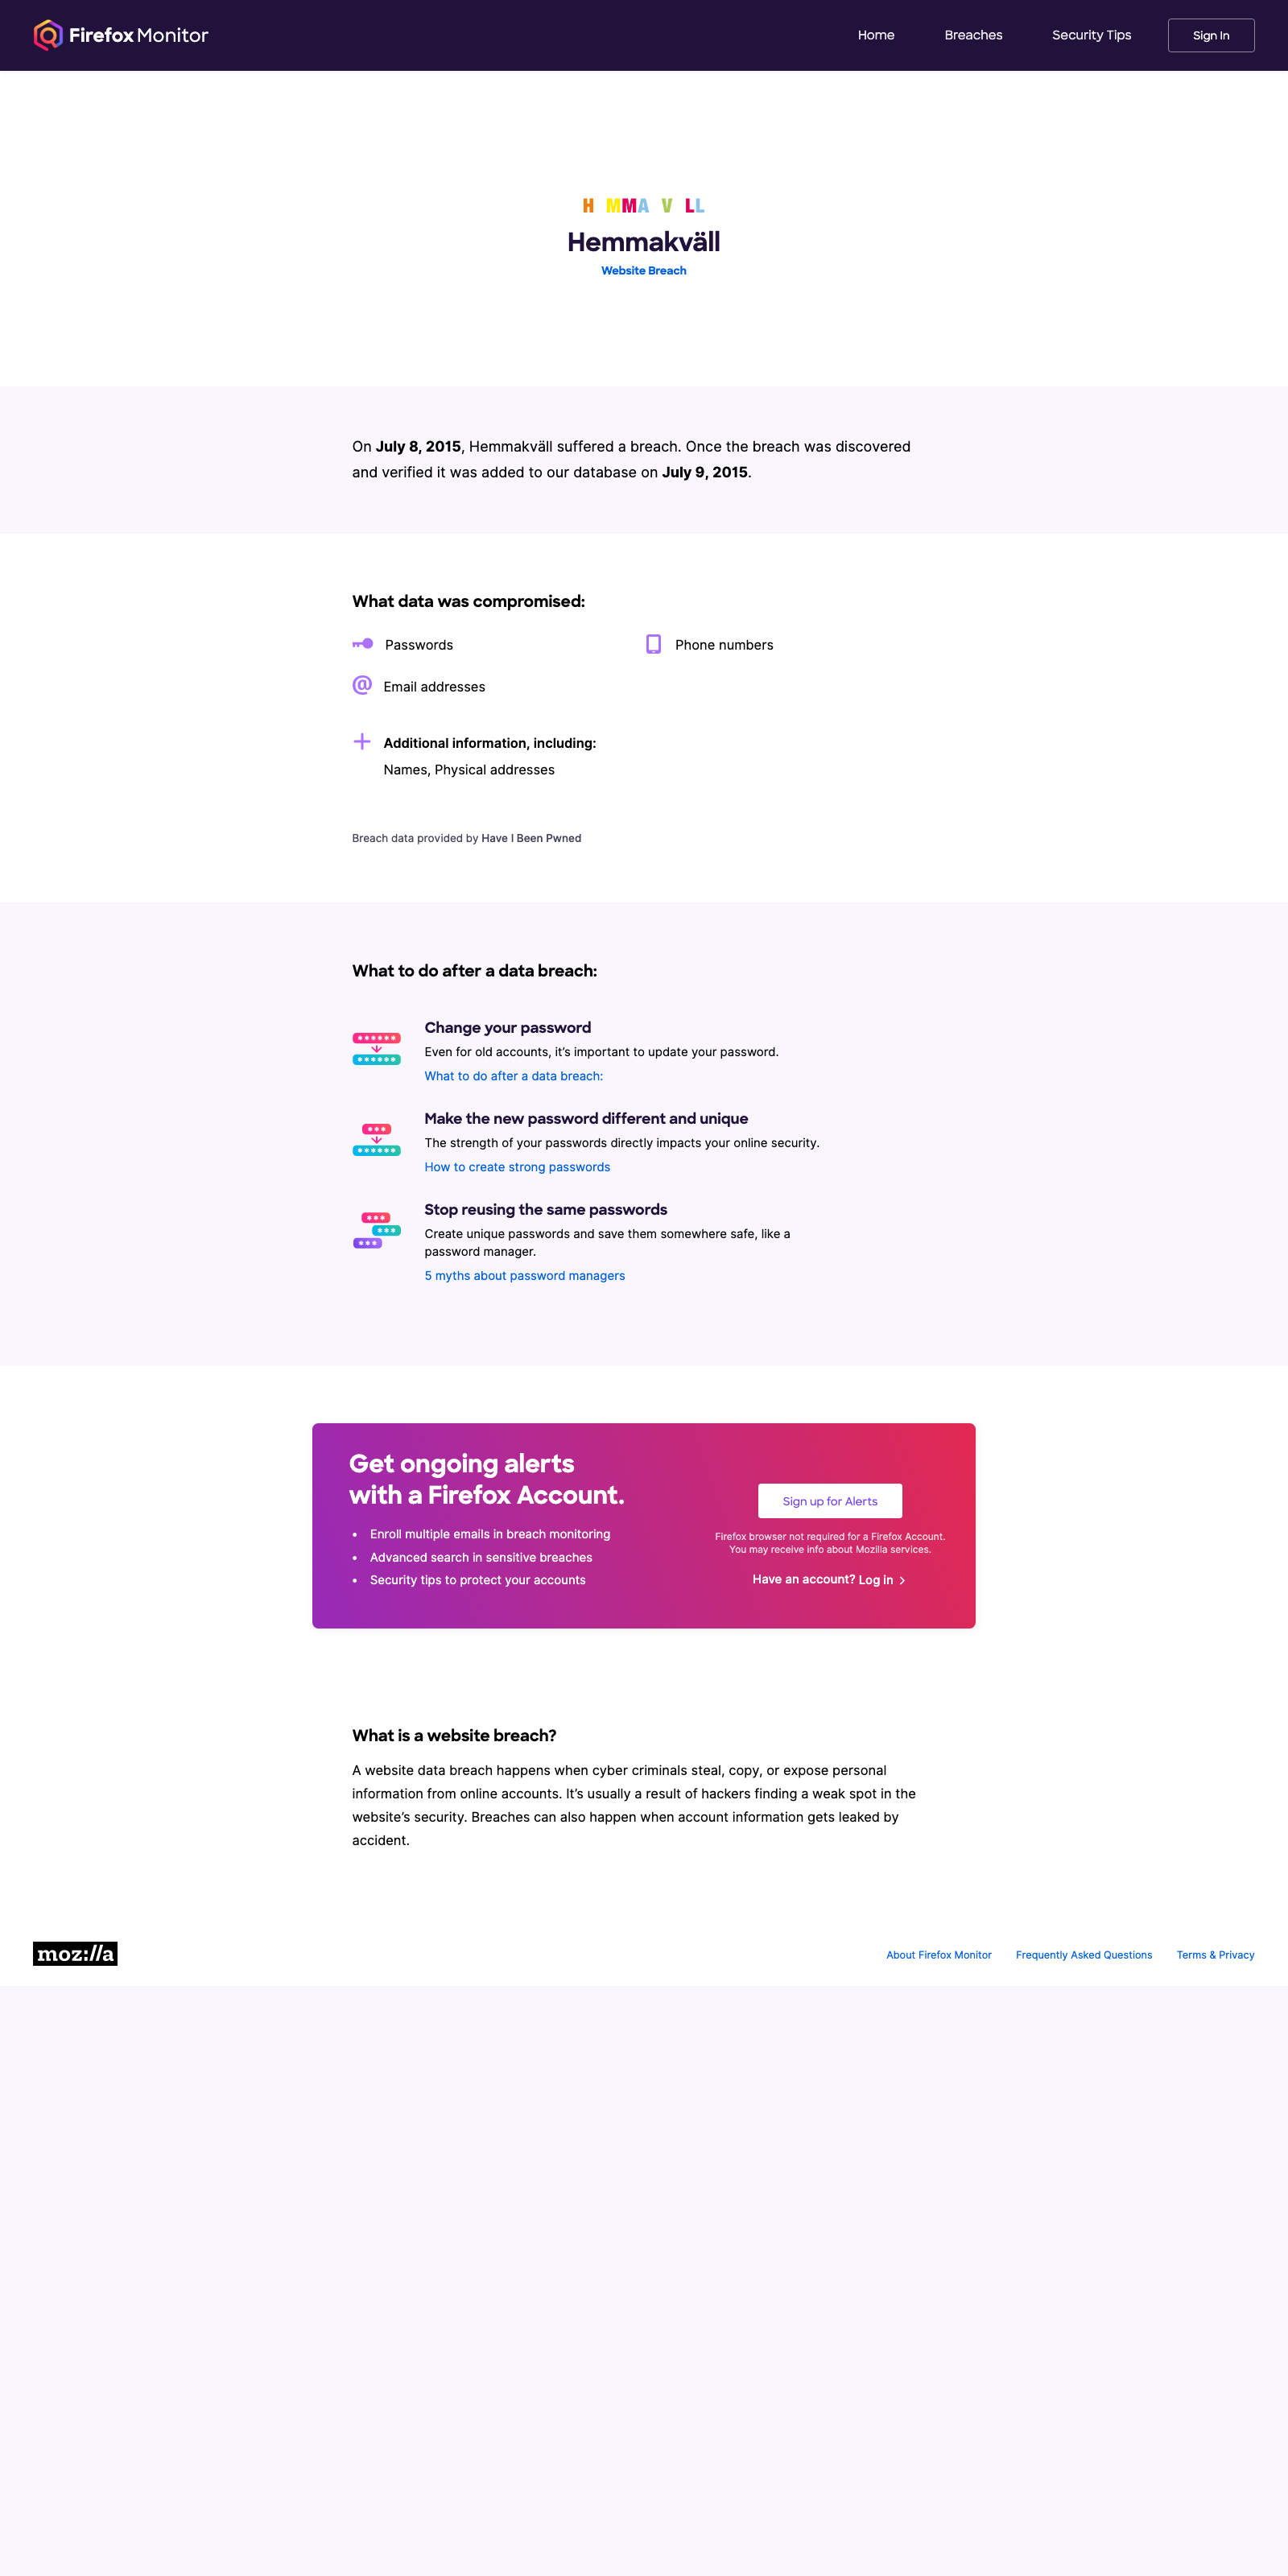 Firefox Monitor
Home
Breaches
Security Tips
Sign In
H MMA V LL
Hemmakväll
Website Breach
On July 8, 2015, Hemmakväll suffered a breach. Once the breach was discovered
and verified it was added to our database on July 9, 2015.
What data was compromised:
Passwords
Phone numbers
@
Email addresses
Additional information, including:
Names, Physical addresses
Breach data provided by Have I Been Pwned
What to do after a data breach:
Change your password
Even for old accounts, it’s important to update your password.
What to do after a data breach:
Make the new password different and unique
The strength of your passwords directly impacts your online security.
How to create strong passwords
Stop reusing the same passwords
Create unique passwords and save them somewhere safe, like a
password manager.
5 myths about password managers
Get ongoing alerts
with a Firefox Account.
• Enroll multiple emails in breach monitoring
• Advanced search in sensitive breaches
• Security tips to protect your accounts
Sign up for Alerts
Firefox browser not required for a Firefox Account.
You may receive info about Mozilla services.
Have an account? Log in
What is a website breach?
A website data breach happens when cyber criminals steal, copy, or expose personal
information from online accounts. It’s usually a result of hackers finding a weak spot in the
website’s security. Breaches can also happen when account information gets leaked by
accident.
moz://a
About Firefox Monitor
Frequently Asked Questions
Terms & Privacy